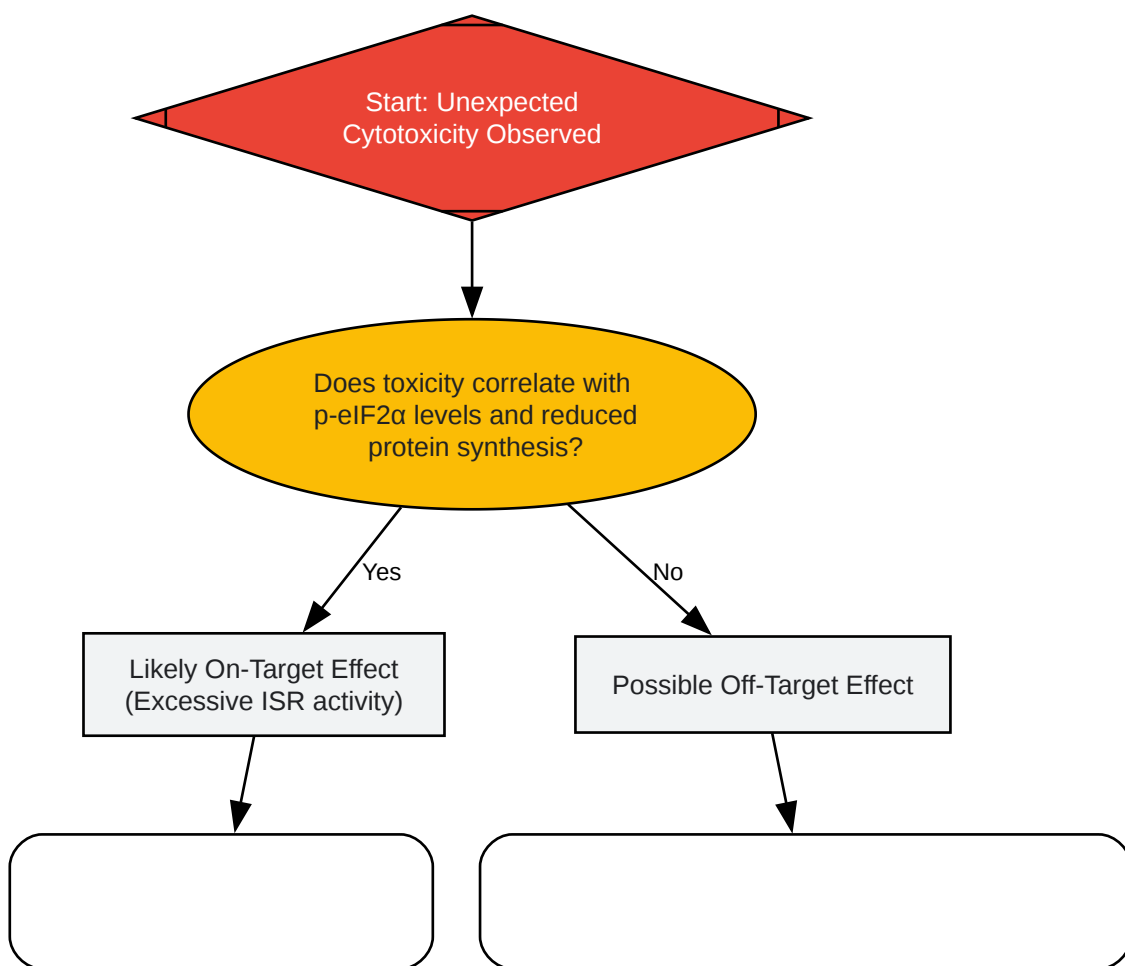 Start: Unexpected
Cytotoxicity Observed
Does toxicity correlate with
p-eIF2α levels and reduced
protein synthesis?
Yes
No
Likely On-Target Effect
(Excessive ISR activity)
Possible Off-Target Effect